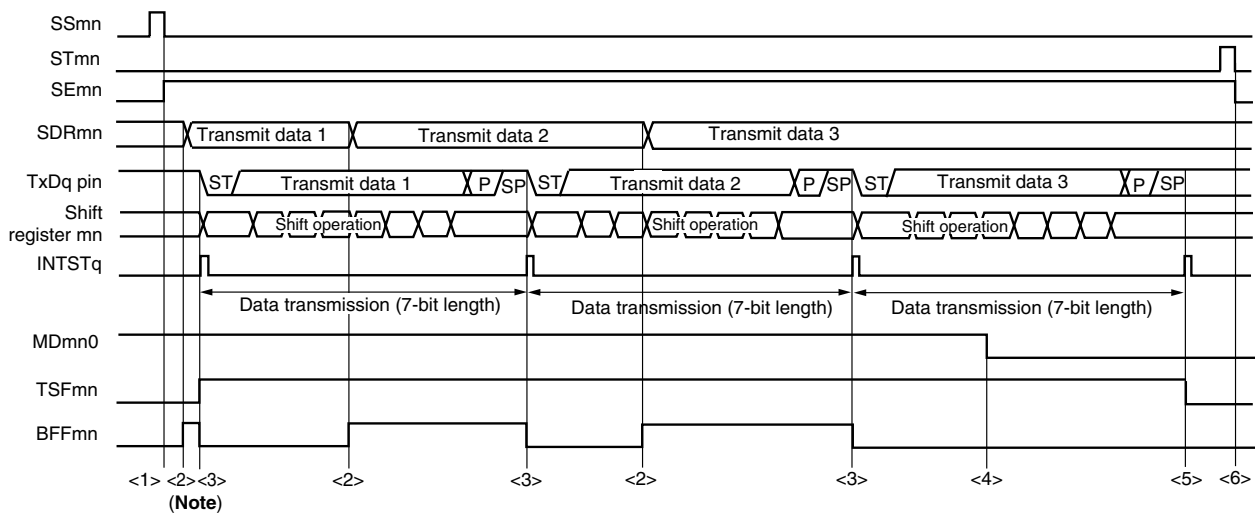 SSmn
STmn
SEmn
SDRmn Transmit data 1 Transmit data 2 Transmit data 3
TxDq pin ST Transmit data 1 P SP ST Transmit data 2 P SP ST Transmit data 3 P SP
Shift
register mn Shift operation Shift operation Shift operation
INTSTq
Data transmission (7-bit length) Data transmission (7-bit length) Data transmission (7-bit length)
MDmn0
TSFmn
BFFmn
<1> <2> <3> <2> <3> <2> <3> <4> <5> <6>
(Note)